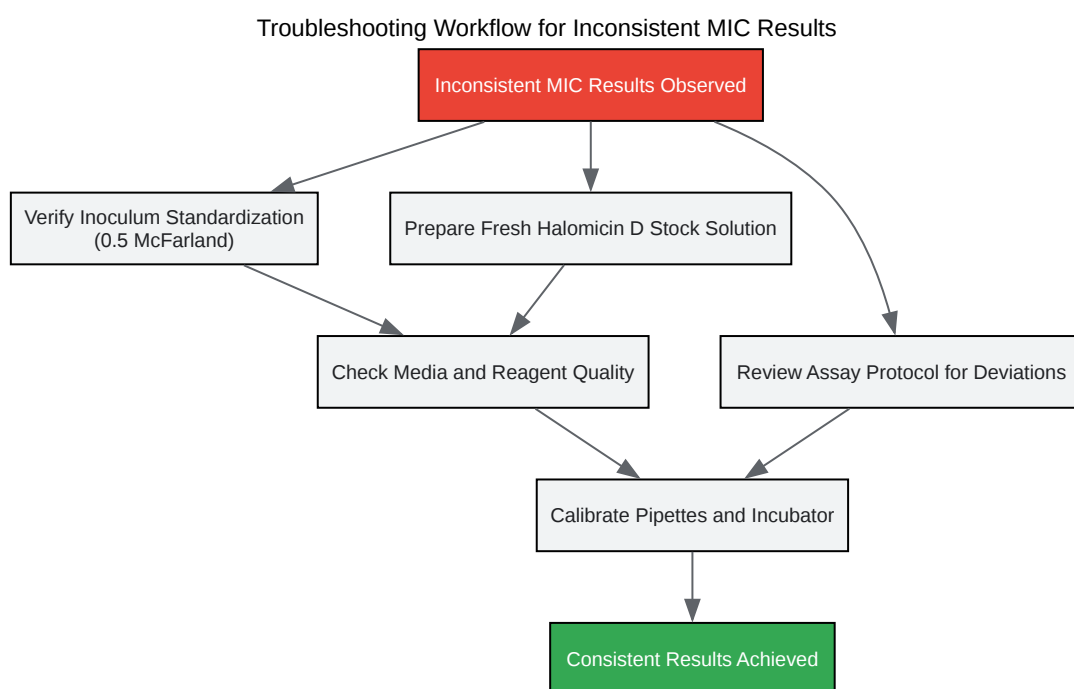 Troubleshooting Workflow for Inconsistent MIC Results
Inconsistent MIC Results Observed
Verify Inoculum Standardization
(0.5 McFarland)
Prepare Fresh Halomicin D Stock Solution
Check Media and Reagent Quality
Review Assay Protocol for Deviations
Calibrate Pipettes and Incubator
Consistent Results Achieved